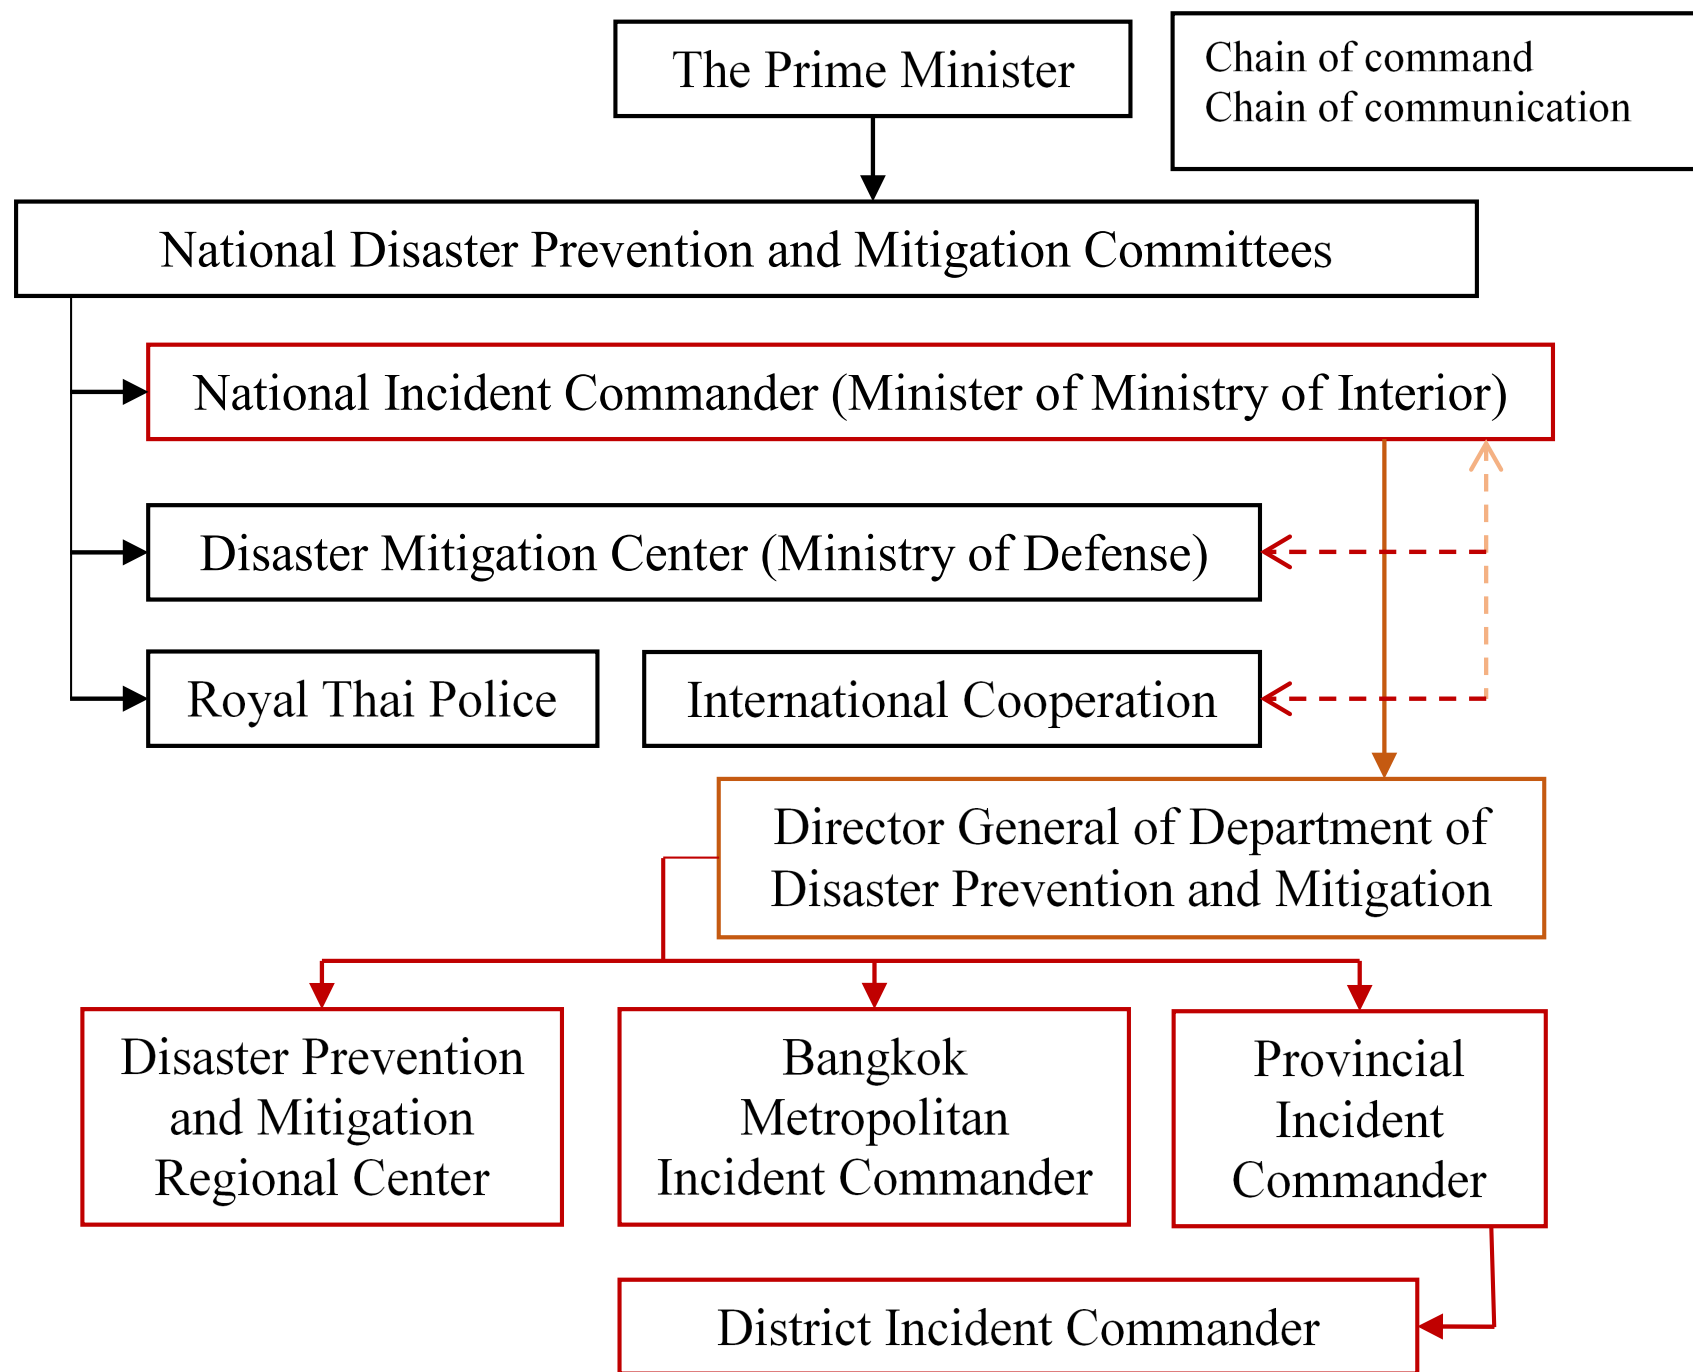 The Prime Minister
Chain of command
Chain of communication
National Disaster Prevention and Mitigation Committees
National Incident Commander (Minister of Ministry of Interior)
Disaster Mitigation Center (Ministry of Defense)
Royal Thai Police
International Cooperation
Director General of Department of
Disaster Prevention and Mitigation
Disaster Prevention
and Mitigation
Regional Center
Bangkok
Metropolitan
Incident Commander
Provincial
Incident
Commander
District Incident Commander